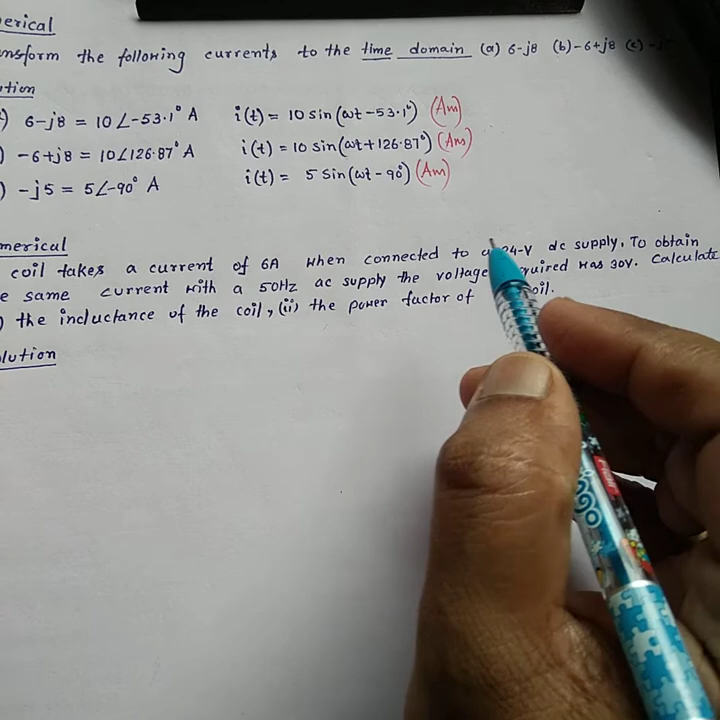 erical
nsform the following currents to the time domain (a) 6-j8 (b) -6+j8 (c) -j5
ution
) 6-j8 = 10∠-53.1° A i(t) = 10 sin(ωt-53.1°) (Am)
) -6+j8 = 10∠126.87° A i(t) = 10 sin(ωt+126.87°) (Am)
) -j5 = 5∠-90° A i(t) = 5 sin(ωt-90°) (Am)
merical
coil takes a current of 6A when connected to a 24-V dc supply. To obtain
e same current with a 50Hz ac supply the voltage quired was 30V. Calculate
) the inductance of the coil, (ii) the power factor of oil.
lution